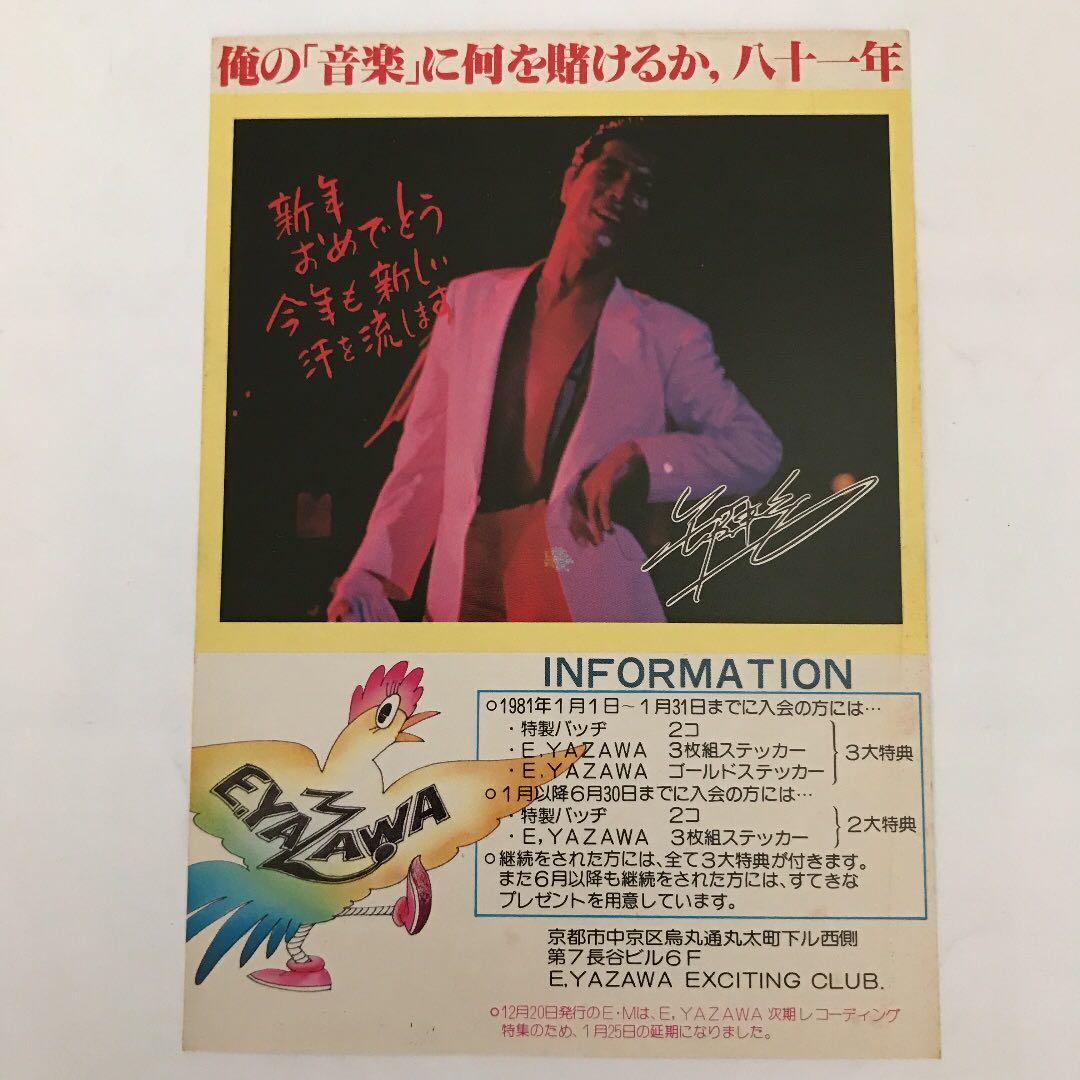 俺の「音楽」に何を賭けるか，八十一年
新年
おめでとう
今年も新しい
汗を流します
INFORMATION
○1981年1月1日～1月31日までに入会の方には…
・特製バッヂ 2コ
・E,YAZAWA 3枚組ステッカー
・E,YAZAWA ゴールドステッカー
3大特典
○1月以降6月30日までに入会の方には…
・特製バッヂ 2コ
・E,YAZAWA 3枚組ステッカー
2大特典
○継続をされた方には、全て3大特典が付きます。
また6月以降も継続をされた方には、すてきな
プレゼントを用意しています。
E.YAZAWA
京都市中京区烏丸通丸太町下ル西側
第7長谷ビル6F
E,YAZAWA EXCITING CLUB.
○12月20日発行のE・Mは、E,YAZAWA次期レコーディング
特集のため、1月25日の延期になりました。